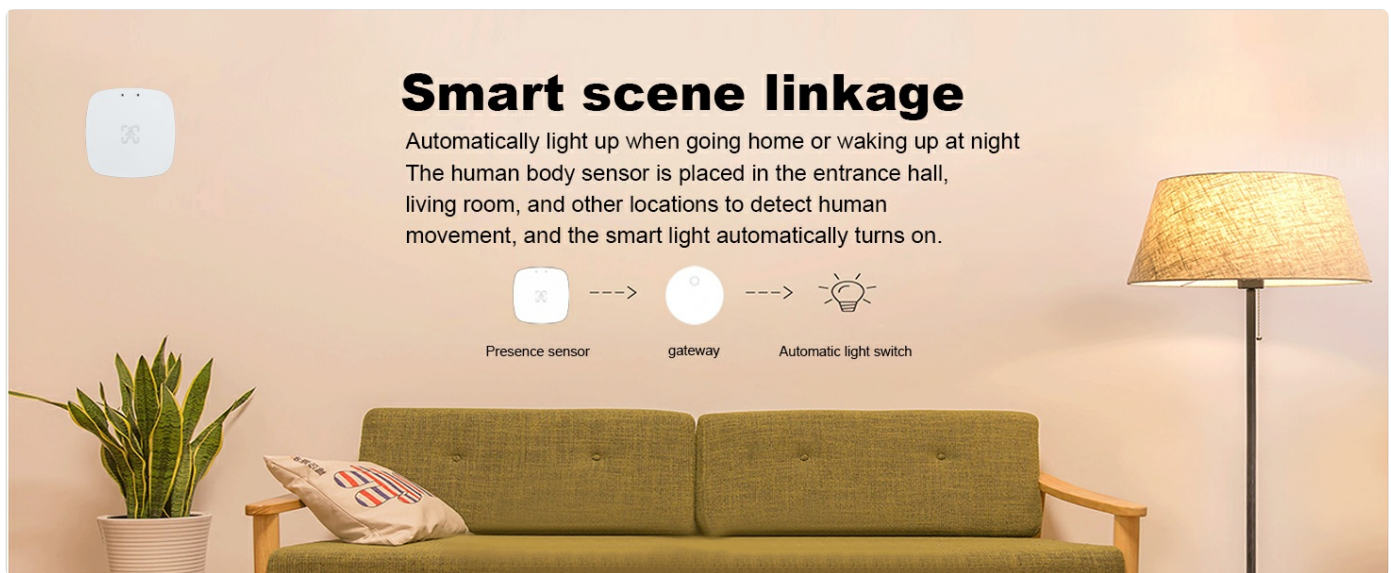 Smart scene linkage
Automatically light up when going home or waking up at night
The human body sensor is placed in the entrance hall,
living room, and other locations to detect human
movement, and the smart light automatically turns on.
Presence sensor
gateway
Automatic light switch